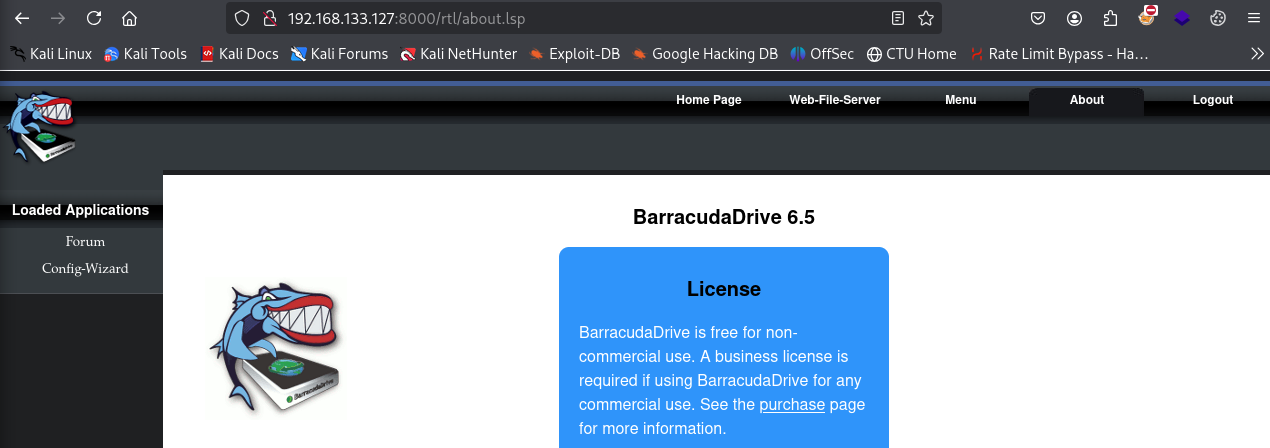 192.168.133.127:8000/rtl/about.lsp
Kali Linux Kali Tools Kali Docs Kali Forums Kali NetHunter Exploit-DB Google Hacking DB OffSec CTU Home Rate Limit Bypass - Ha…
Home Page Web-File-Server Menu About Logout
Loaded Applications
Forum
Config-Wizard
BarracudaDrive 6.5
License
BarracudaDrive is free for non-
commercial use. A business license is
required if using BarracudaDrive for any
commercial use. See the purchase page
for more information.
BarracudaDrive